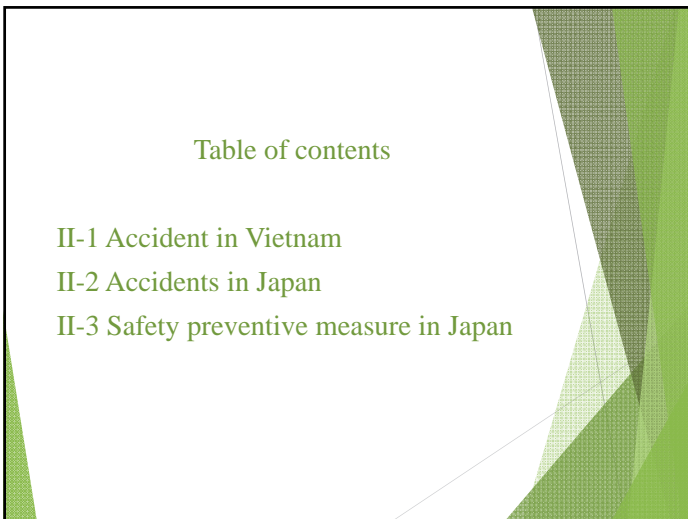 Table of contents
II-1 Accident in Vietnam
II-2 Accidents in Japan
II-3 Safety preventive measure in Japan